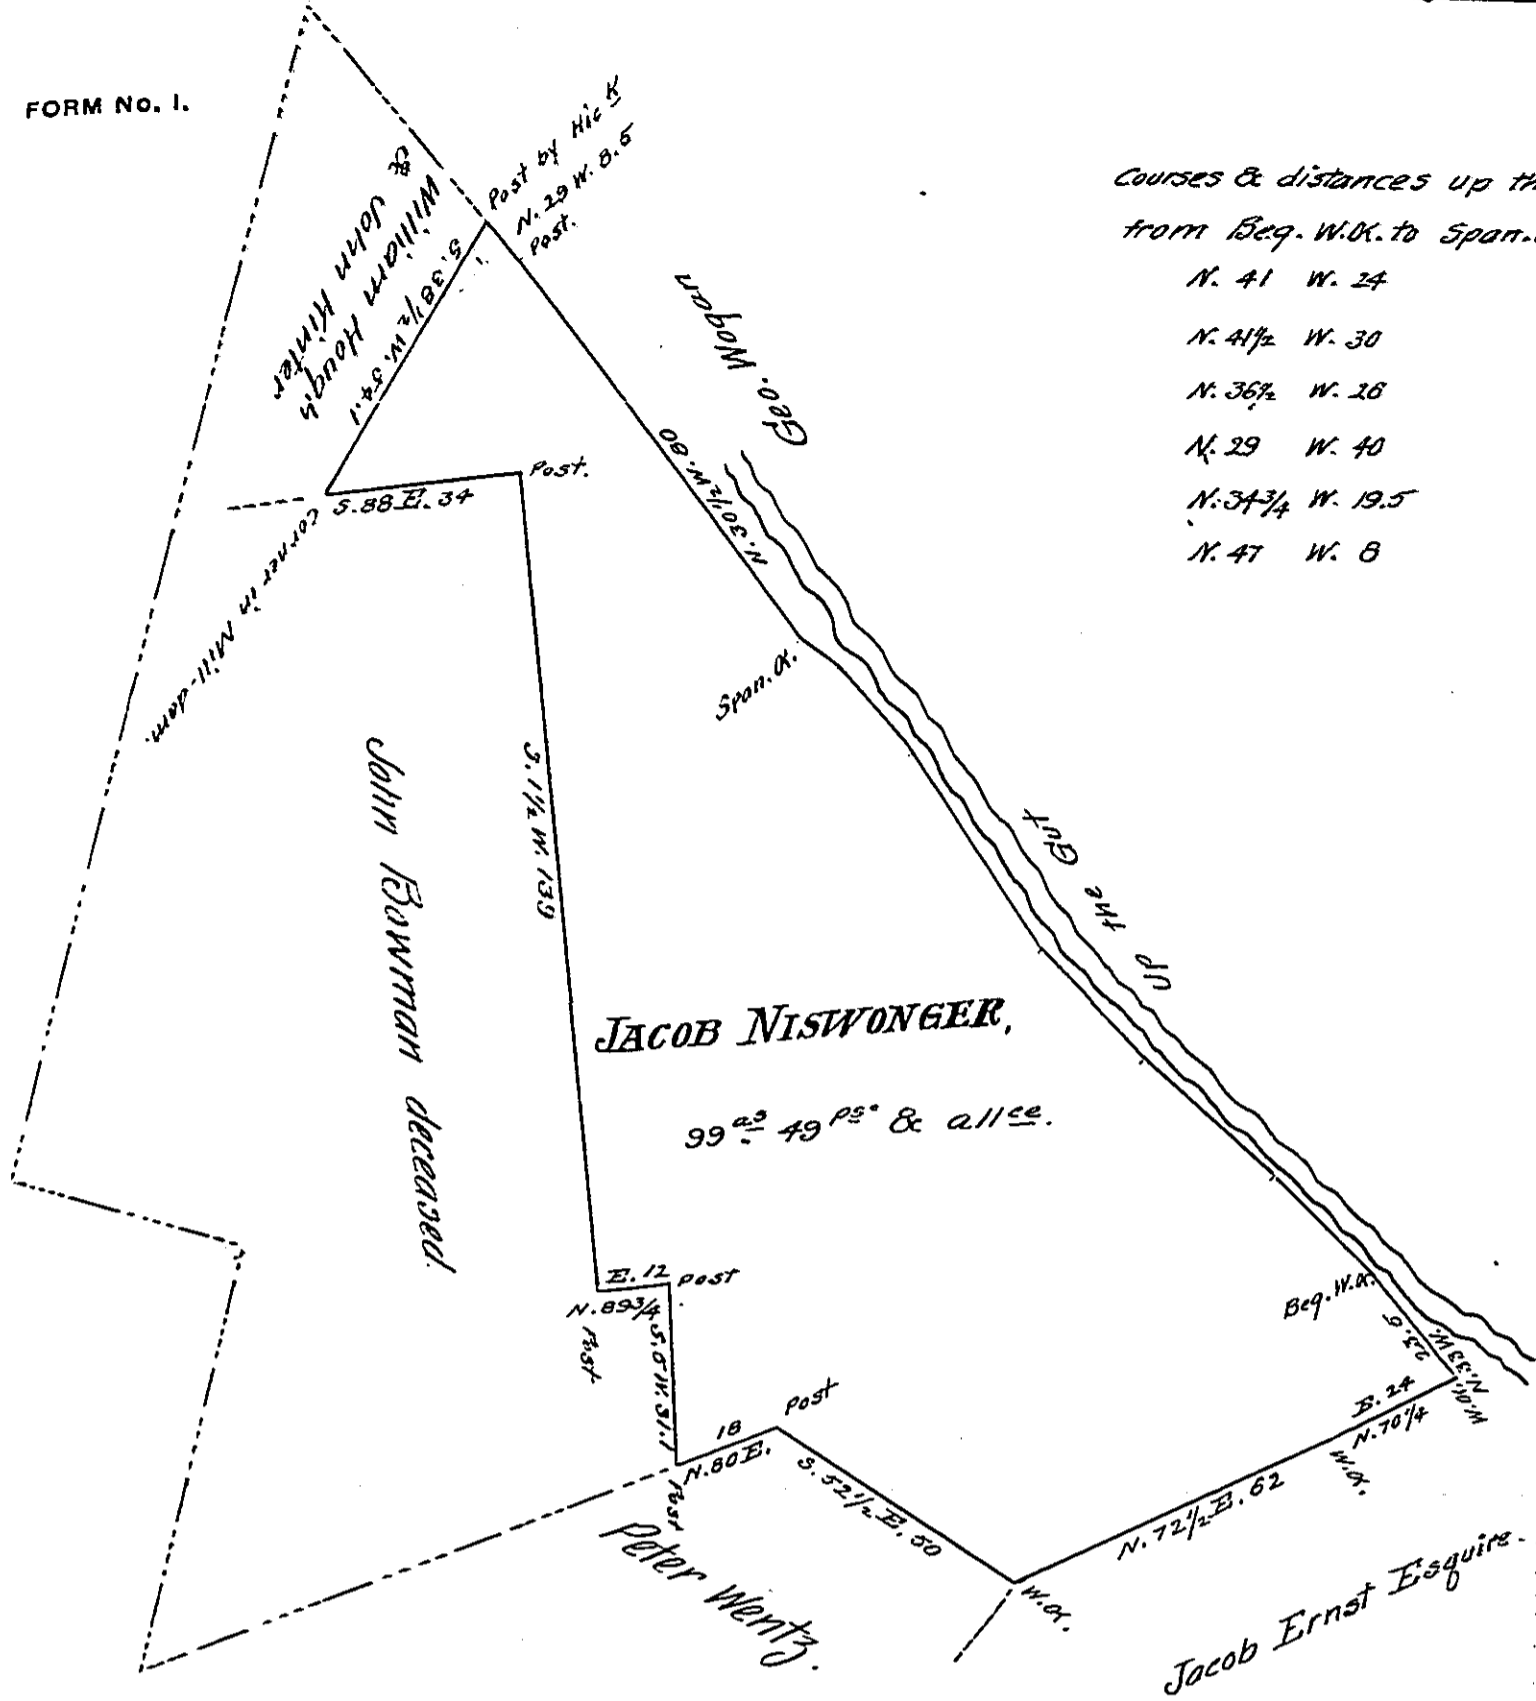 FORM No. 1.
Courses & distances up th
from Beg. W.O. to Span.
N. 41 W. 24
N. 41½ W. 30
N. 36½ W. 26
N. 29 W. 40
N. 34¾ W. 19.5
N. 47 W. 8
Post by Hic K
N. 29 W. 8.5
Post.
William Hough
& John Kinter
S. 38½ W. 54.1
Geo. Wogan
N. 30½ W. 80
Post.
S. 88 E. 34
Corner in Mill-dam.
Span. O.
Up the Gut
S. 1½ W. 139
John Bowman deceased.
JACOB NISWONGER,
99 as 49 ps. & allce.
E. 12
Post
N. 89¾
Post
S. 0 W. 31.1
Beg. W.O.
23.6
N. 33 W.
W.O.
E. 24
N. 70¼
W.O.
18
Post
N. 80 E.
Post
S. 52½ E. 50
N. 72½ E. 62
W.O.
Peter Wentz.
Jacob Ernst Esquire.